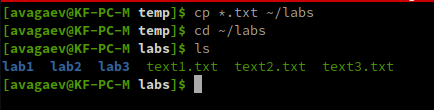 [avagaev@KF-PC-M temp]$ cp *.txt ~/labs
[avagaev@KF-PC-M temp]$ cd ~/labs
[avagaev@KF-PC-M labs]$ ls
lab1  lab2  lab3  text1.txt  text2.txt  text3.txt
[avagaev@KF-PC-M labs]$